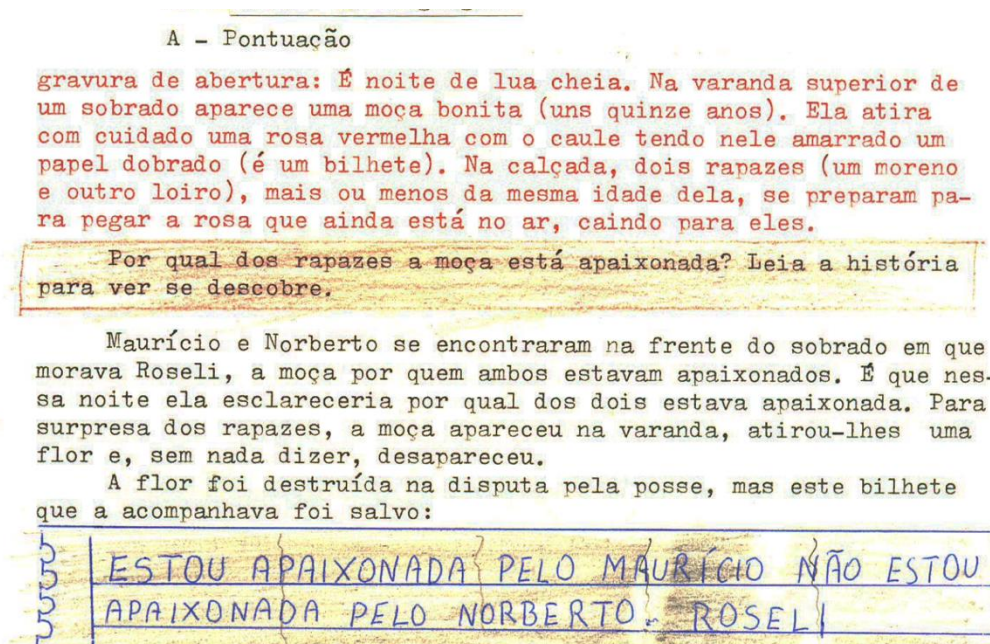 A - Pontuação
gravura de abertura: É noite de lua cheia. Na varanda superior de
um sobrado aparece uma moça bonita (uns quinze anos). Ela atira
com cuidado uma rosa vermelha com o caule tendo nele amarrado um
papel dobrado (é um bilhete). Na calçada, dois rapazes (um moreno
e outro loiro), mais ou menos da mesma idade dela, se preparam pa-
ra pegar a rosa que ainda está no ar, caindo para eles.
Por qual dos rapazes a moça está apaixonada? Leia a história
para ver se descobre.
Maurício e Norberto se encontraram na frente do sobrado em que
morava Roseli, a moça por quem ambos estavam apaixonados. É que nes-
sa noite ela esclareceria por qual dos dois estava apaixonada. Para
surpresa dos rapazes, a moça apareceu na varanda, atirou-lhes uma
flor e, sem nada dizer, desapareceu.
A flor foi destruída na disputa pela posse, mas este bilhete
que a acompanhava foi salvo:
ESTOU APAIXONADA PELO MAURÍCIO NÃO ESTOU
APAIXONADA PELO NORBERTO. ROSELI